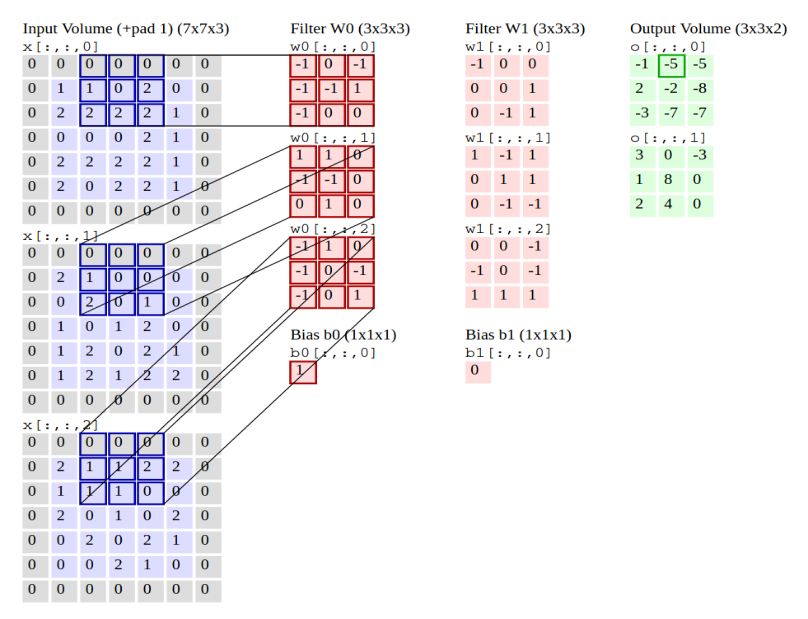 Input Volume (+pad 1) (7x7x3)
x[:,:,0]
0 0 0 0 0 0 0
0 1 1 0 2 0 0
0 2 2 2 2 1 0
0 0 0 0 2 1 0
0 2 2 2 2 1 0
0 2 0 2 2 1 0
0 0 0 0 0 0 0
x[:,:,1]
0 0 0 0 0 0 0
0 2 1 0 0 0 0
0 0 2 0 1 0 0
0 1 0 1 2 0 0
0 1 2 0 2 1 0
0 1 2 1 2 2 0
0 0 0 0 0 0 0
x[:,:,2]
0 0 0 0 0 0 0
0 2 1 1 2 2 0
0 1 1 1 0 0 0
0 2 0 1 0 2 0
0 0 2 0 2 1 0
0 0 0 2 1 0 0
0 0 0 0 0 0 0
Filter W0 (3x3x3)
w0[:,:,0]
-1 0 -1
-1 -1 1
-1 0 0
w0[:,:,1]
1 1 0
-1 -1 0
0 1 0
w0[:,:,2]
-1 1 0
-1 0 -1
-1 0 1
Bias b0 (1x1x1)
b0[:,:,0]
1
Filter W1 (3x3x3)
w1[:,:,0]
-1 0 0
0 0 1
0 -1 1
w1[:,:,1]
1 -1 1
0 1 1
0 -1 -1
w1[:,:,2]
0 0 -1
-1 0 -1
1 1 1
Bias b1 (1x1x1)
b1[:,:,0]
0
Output Volume (3x3x2)
o[:,:,0]
-1 -5 -5
2 -2 -8
-3 -7 -7
o[:,:,1]
3 0 -3
1 8 0
2 4 0